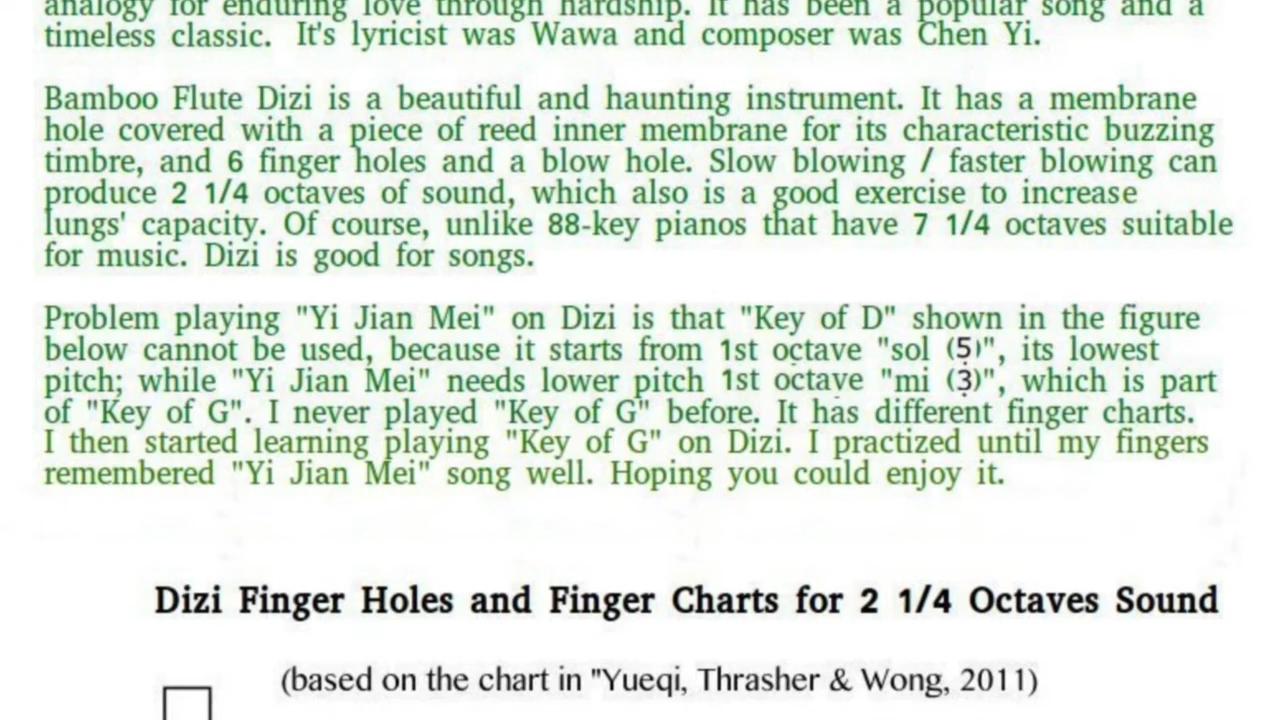 analogy for enduring love through hardship. It has been a popular song and a
timeless classic. It's lyricist was Wawa and composer was Chen Yi.
Bamboo Flute Dizi is a beautiful and haunting instrument. It has a membrane
hole covered with a piece of reed inner membrane for its characteristic buzzing
timbre, and 6 finger holes and a blow hole. Slow blowing / faster blowing can
produce 2 1/4 octaves of sound, which also is a good exercise to increase
lungs' capacity. Of course, unlike 88-key pianos that have 7 1/4 octaves suitable
for music. Dizi is good for songs.
Problem playing "Yi Jian Mei" on Dizi is that "Key of D" shown in the figure
below cannot be used, because it starts from 1st octave "sol (5̣)", its lowest
pitch; while "Yi Jian Mei" needs lower pitch 1st octave "mi (3̣)", which is part
of "Key of G". I never played "Key of G" before. It has different finger charts.
I then started learning playing "Key of G" on Dizi. I practized until my fingers
remembered "Yi Jian Mei" song well. Hoping you could enjoy it.
Dizi Finger Holes and Finger Charts for 2 1/4 Octaves Sound
(based on the chart in "Yueqi, Thrasher & Wong, 2011)